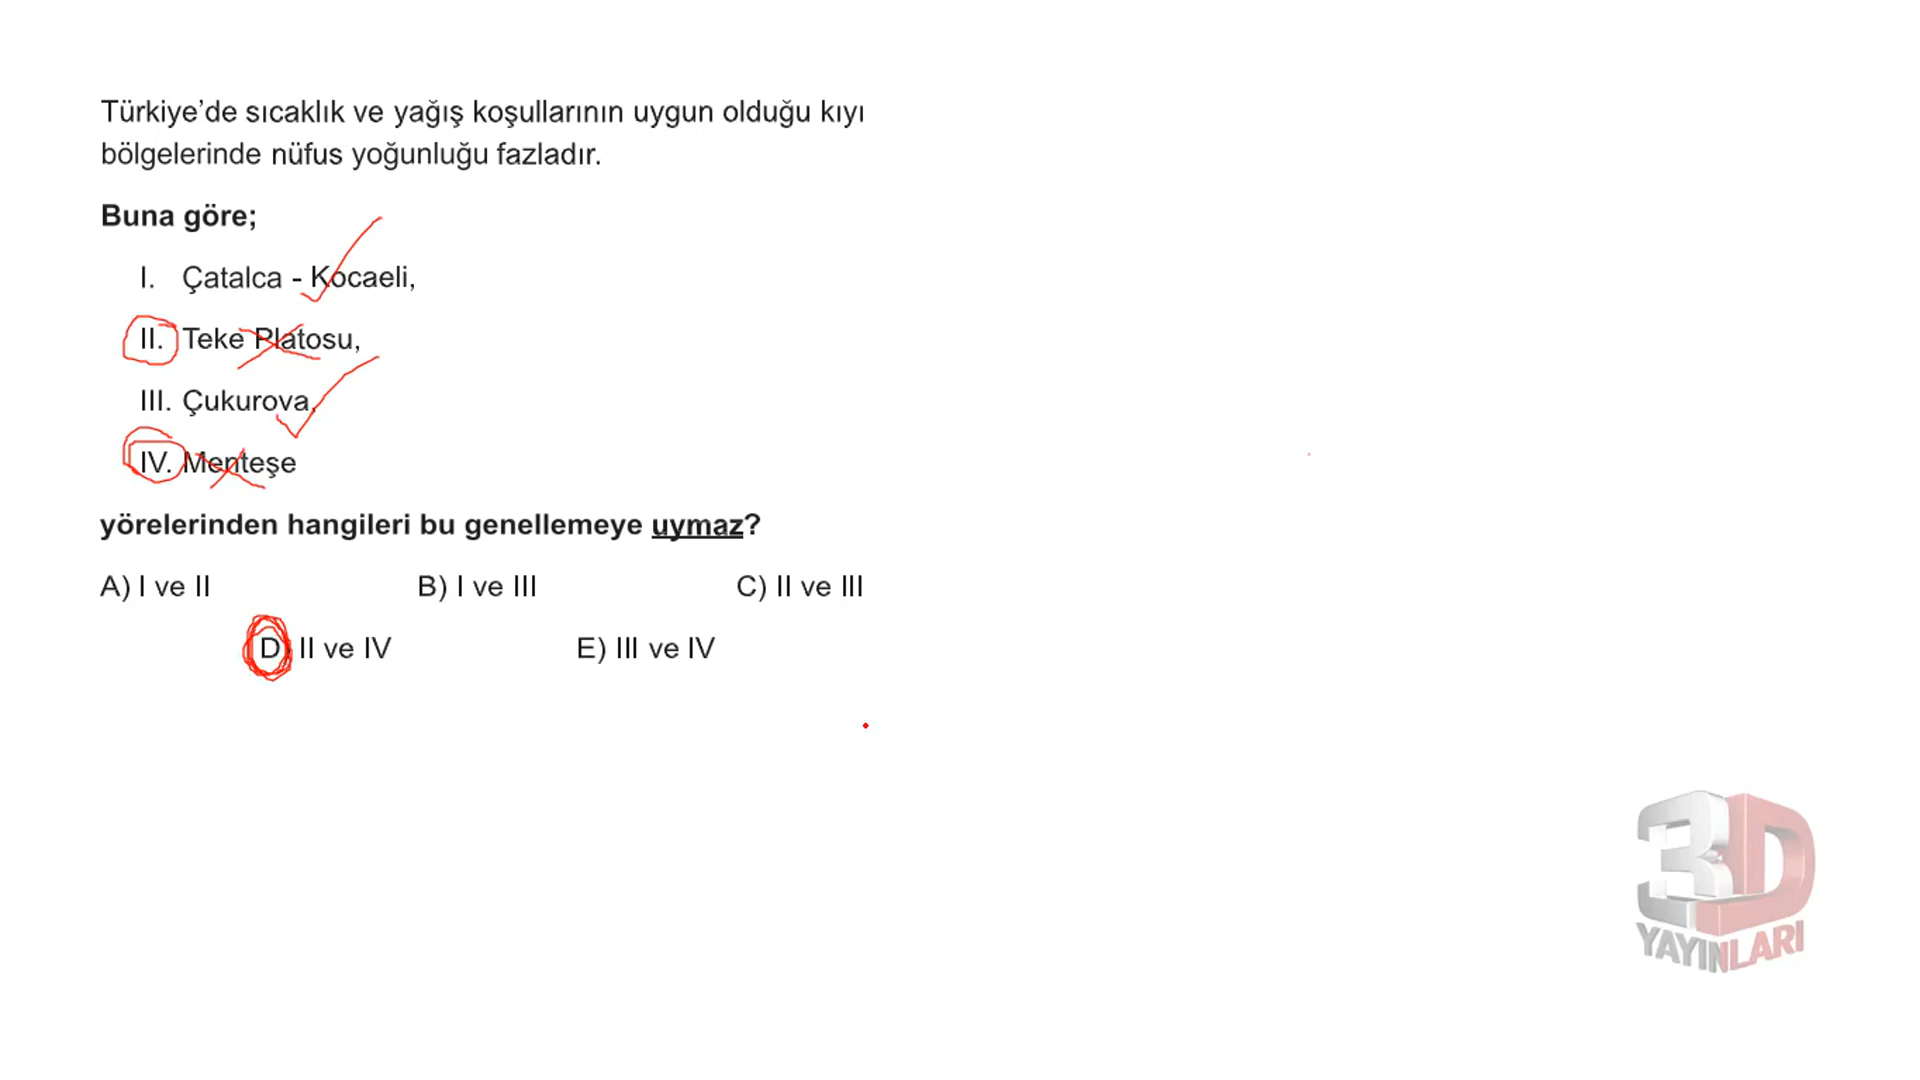 Türkiye'de sıcaklık ve yağış koşullarının uygun olduğu kıyı
bölgelerinde nüfus yoğunluğu fazladır.
Buna göre;
I. Çatalca - Kocaeli,
II. Teke Platosu,
III. Çukurova,
IV. Menteşe
yörelerinden hangileri bu genellemeye uymaz?
A) I ve II B) I ve III C) II ve III
D) II ve IV E) III ve IV
3D
YAYINLARI